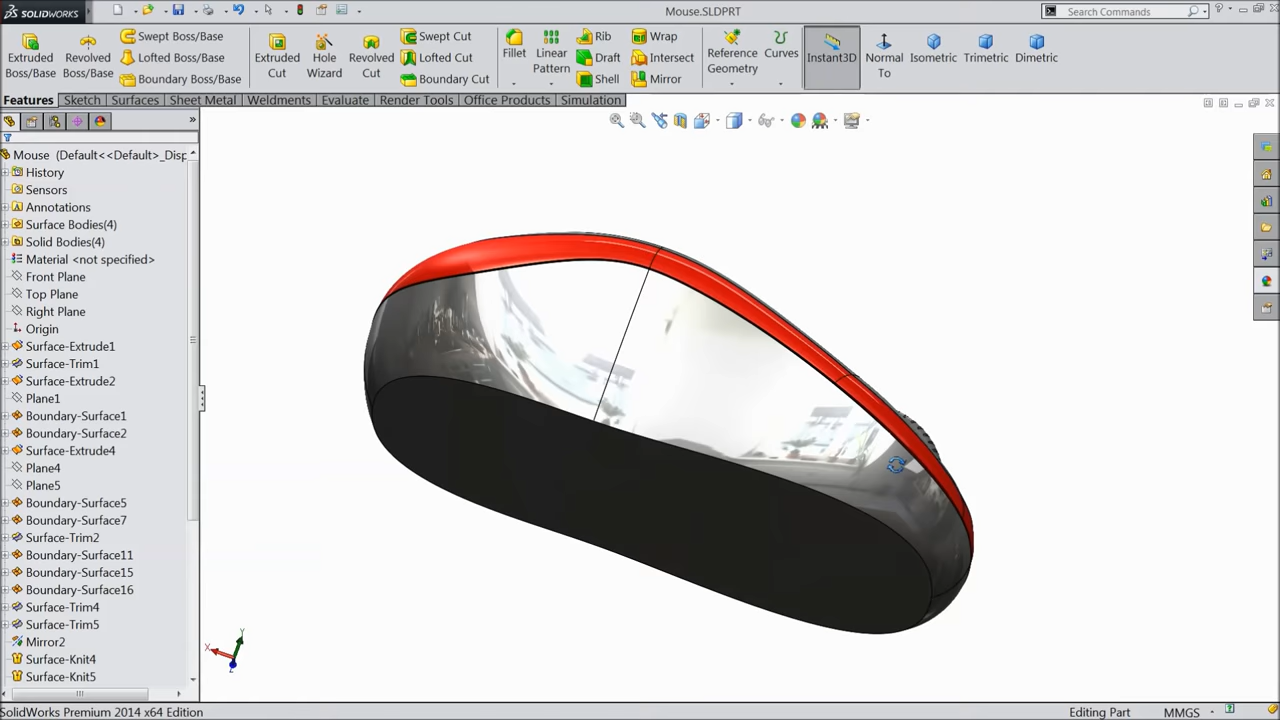 SOLIDWORKS
Mouse.SLDPRT
Search Commands
Extruded Boss/Base
Revolved Boss/Base
Swept Boss/Base
Lofted Boss/Base
Boundary Boss/Base
Extruded Cut
Hole Wizard
Revolved Cut
Swept Cut
Lofted Cut
Boundary Cut
Fillet
Linear Pattern
Rib
Draft
Shell
Wrap
Intersect
Mirror
Reference Geometry
Curves
Instant3D
Normal To
Isometric
Trimetric
Dimetric
Features Sketch Surfaces Sheet Metal Weldments Evaluate Render Tools Office Products Simulation
Mouse (Default<<Default>_Disp
History
Sensors
Annotations
Surface Bodies(4)
Solid Bodies(4)
Material <not specified>
Front Plane
Top Plane
Right Plane
Origin
Surface-Extrude1
Surface-Trim1
Surface-Extrude2
Plane1
Boundary-Surface1
Boundary-Surface2
Surface-Extrude4
Plane4
Plane5
Boundary-Surface5
Boundary-Surface7
Surface-Trim2
Boundary-Surface11
Boundary-Surface15
Boundary-Surface16
Surface-Trim4
Surface-Trim5
Mirror2
Surface-Knit4
Surface-Knit5
X
Y
Z
SolidWorks Premium 2014 x64 Edition
Editing Part
MMGS